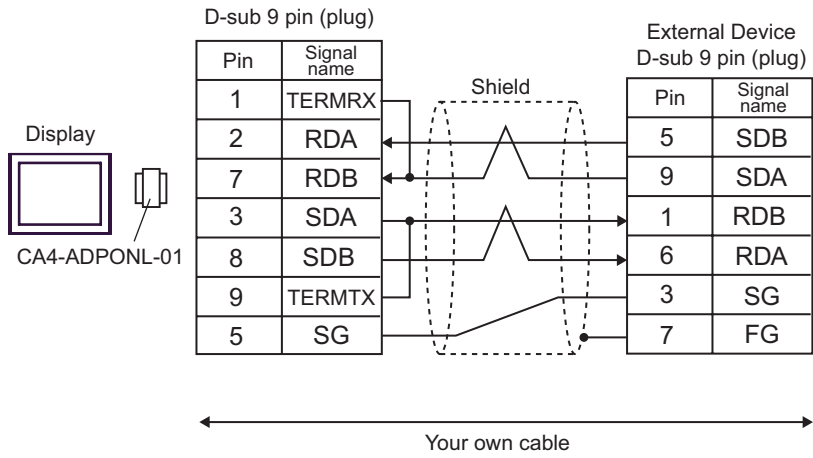 D-sub 9 pin (plug)
Pin Signal name
1 TERMRX
2 RDA
7 RDB
3 SDA
8 SDB
9 TERMTX
5 SG
Display
CA4-ADPONL-01
Shield
External Device
D-sub 9 pin (plug)
Pin Signal name
5 SDB
9 SDA
1 RDB
6 RDA
3 SG
7 FG
Your own cable